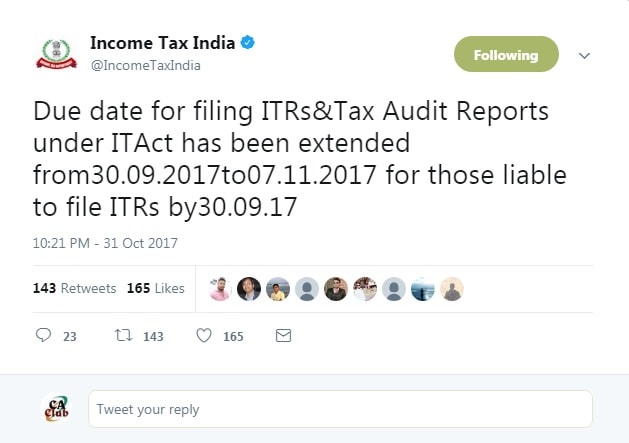 Income Tax India
@IncomeTaxIndia
Following
Due date for filing ITRs&Tax Audit Reports
under ITAct has been extended
from30.09.2017to07.11.2017 for those liable
to file ITRs by30.09.17
10:21 PM - 31 Oct 2017
143 Retweets 165 Likes
23 143 165
CA Club
Tweet your reply